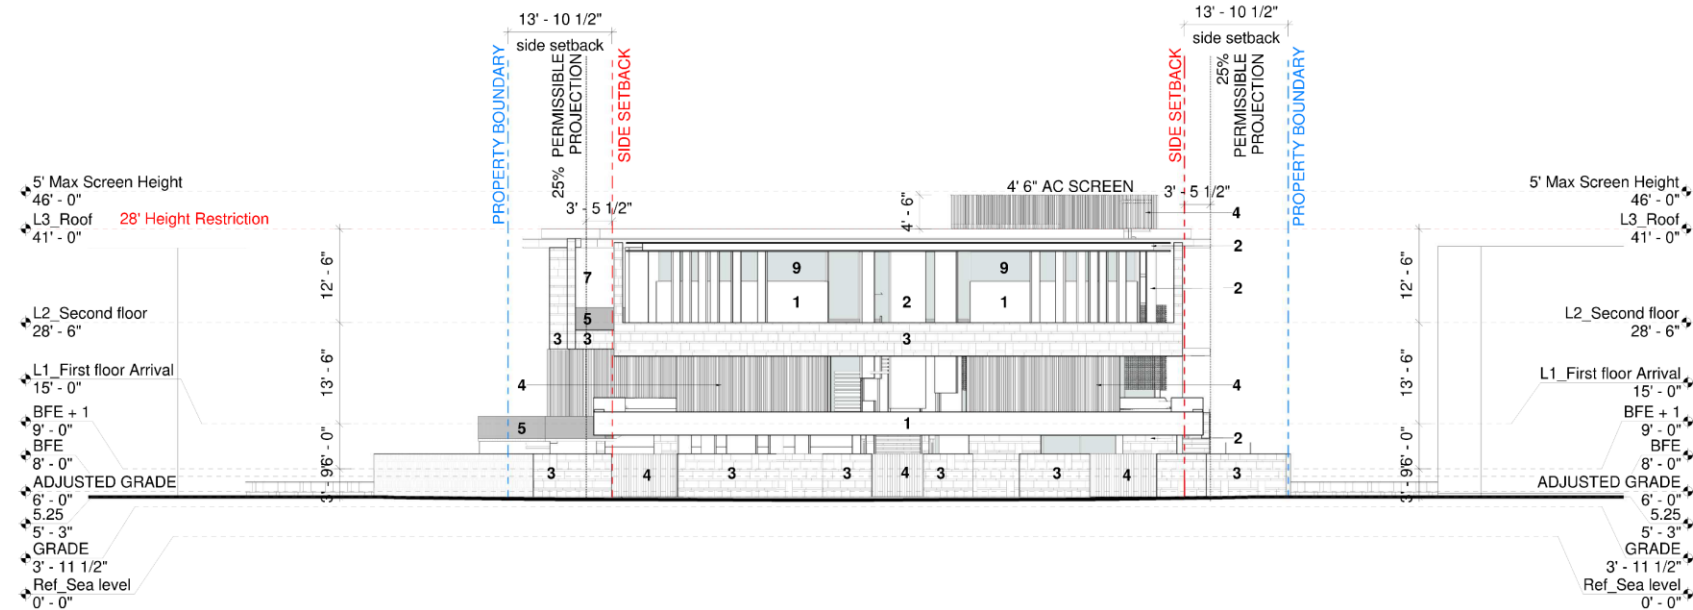 13' - 10 1/2"
side setback
PROPERTY BOUNDARY
25% PERMISSIBLE
PROJECTION
SIDE SETBACK
13' - 10 1/2"
side setback
SIDE SETBACK
25%
PERMISSIBLE
PROJECTION
PROPERTY BOUNDARY
5' Max Screen Height
46' - 0"
L3_Roof
41' - 0"
28' Height Restriction
L2_Second floor
28' - 6"
L1_First floor Arrival
15' - 0"
BFE + 1
9' - 0"
BFE
8' - 0"
ADJUSTED GRADE
6' - 0"
5.25
5' - 3"
GRADE
3' - 11 1/2"
Ref_Sea level
0' - 0"
12' - 6"
13' - 6"
6' - 0"
3' - 5 1/2"
4' - 6"
4' 6" AC SCREEN
3' - 5 1/2"
4
2
7
9
9
2
1
2
1
5
3
3
3
4
4
5
1
2
3
4
3
3
4
3
3
4
3
12' - 6"
13' - 6"
6' - 0"
5' Max Screen Height
46' - 0"
L3_Roof
41' - 0"
L2_Second floor
28' - 6"
L1_First floor Arrival
15' - 0"
BFE + 1
9' - 0"
BFE
8' - 0"
ADJUSTED GRADE
6' - 0"
5.25
5' - 3"
GRADE
3' - 11 1/2"
Ref_Sea level
0' - 0"